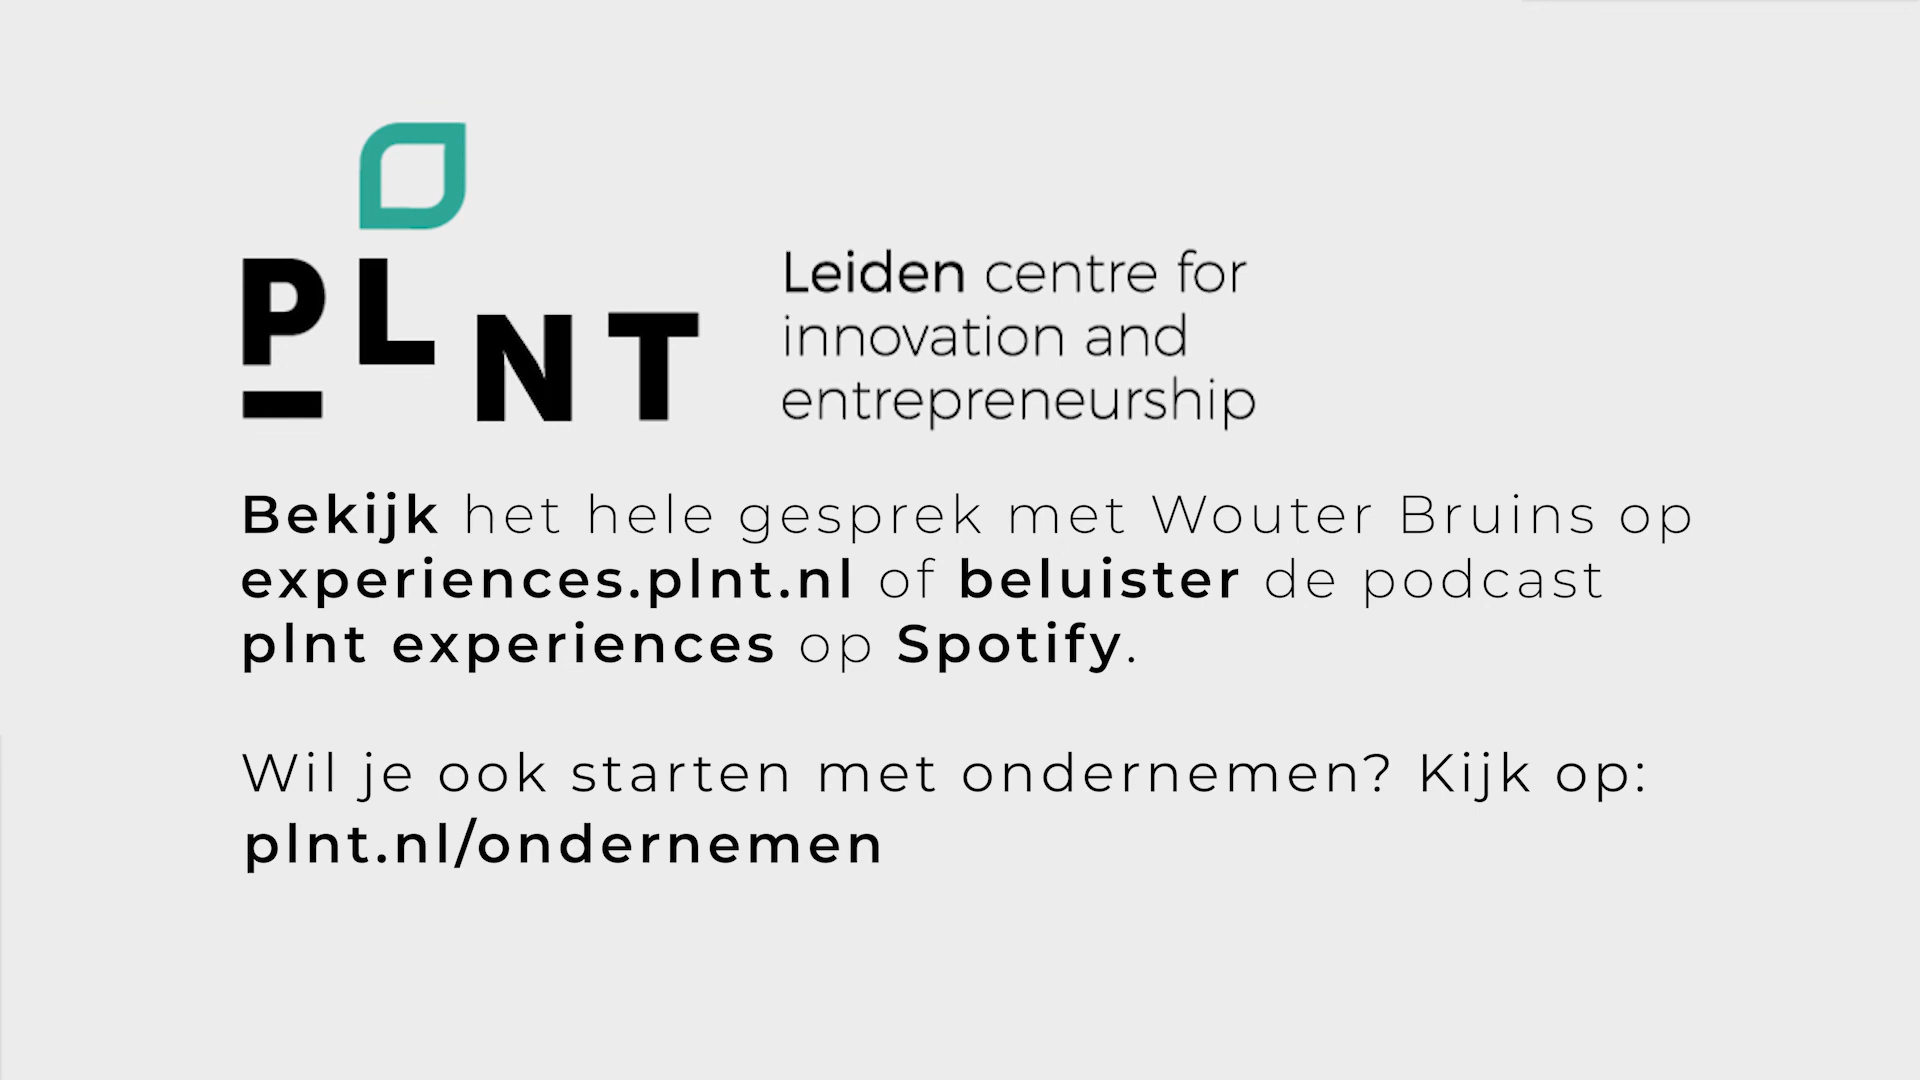 PLNT
Leiden centre for
innovation and
entrepreneurship
Bekijk het hele gesprek met Wouter Bruins op
experiences.plnt.nl of beluister de podcast
plnt experiences op Spotify.
Wil je ook starten met ondernemen? Kijk op:
plnt.nl/ondernemen